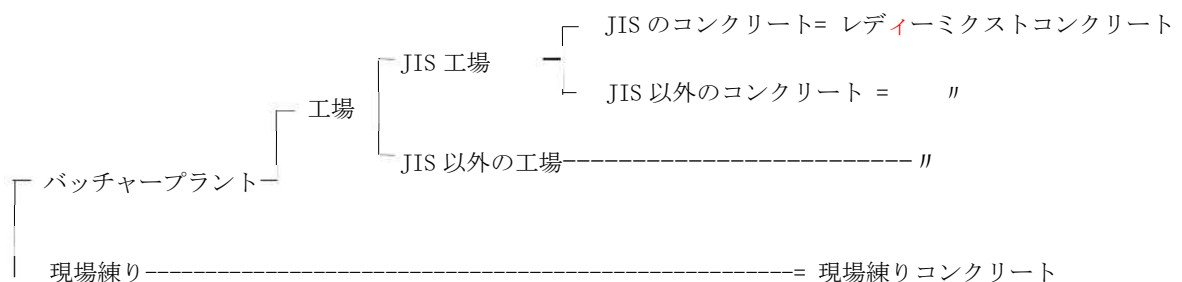 JIS のコンクリート= レディーミクストコンクリート
JIS 工場
JIS 以外のコンクリート = 〃
工場
JIS 以外の工場-------------------------〃
バッチャープラント
現場練り------------------------------------------------------= 現場練りコンクリート